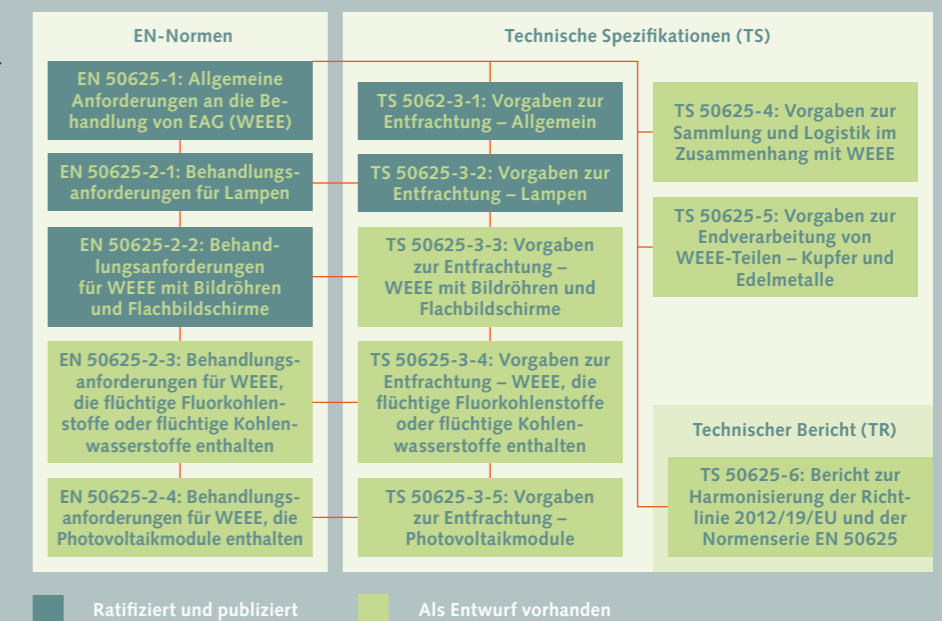 EN-Normen
EN 50625-1: Allgemeine
Anforderungen an die Be-
handlung von EAG (WEEE)
EN 50625-2-1: Behandlungs-
anforderungen für Lampen
EN 50625-2-2: Behand-
lungsanforderungen
für WEEE mit Bildröhren
und Flachbildschirme
EN 50625-2-3: Behandlungs-
anforderungen für WEEE,
die flüchtige Fluorkohlen-
stoffe oder flüchtige Kohlen-
wasserstoffe enthalten
EN 50625-2-4: Behandlungs-
anforderungen für WEEE, die
Photovoltaikmodule enthalten
Technische Spezifikationen (TS)
TS 5062-3-1: Vorgaben zur
Entfrachtung – Allgemein
TS 50625-3-2: Vorgaben zur
Entfrachtung – Lampen
TS 50625-3-3: Vorgaben
zur Entfrachtung –
WEEE mit Bildröhren und
Flachbildschirme
TS 50625-3-4: Vorgaben zur
Entfrachtung – WEEE, die
flüchtige Fluorkohlenstoffe
oder flüchtige Kohlen-
wasserstoffe enthalten
TS 50625-3-5: Vorgaben
zur Entfrachtung –
Photovoltaikmodule
TS 50625-4: Vorgaben zur
Sammlung und Logistik im
Zusammenhang mit WEEE
TS 50625-5: Vorgaben zur
Endverarbeitung von
WEEE-Teilen – Kupfer und
Edelmetalle
Technischer Bericht (TR)
TS 50625-6: Bericht zur
Harmonisierung der Richt-
linie 2012/19/EU und der
Normenserie EN 50625
Ratifiziert und publiziert
Als Entwurf vorhanden